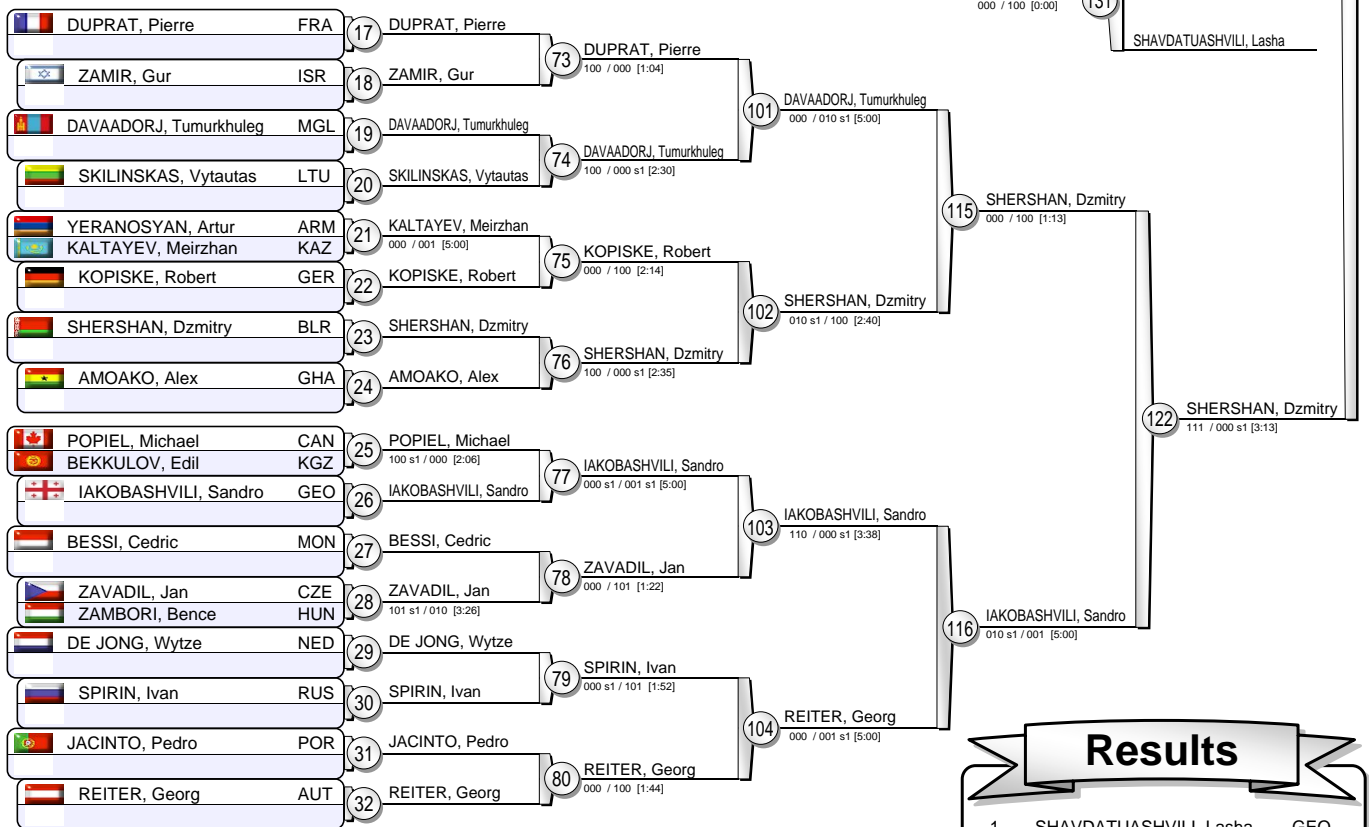 000 / 100 [0:00]
131
SHAVDATUASHVILI, Lasha
DUPRAT, Pierre FRA
17
DUPRAT, Pierre
ZAMIR, Gur ISR
18
ZAMIR, Gur
73
DUPRAT, Pierre
100 / 000 [1:04]
DAVAADORJ, Tumurkhuleg MGL
19
DAVAADORJ, Tumurkhuleg
SKILINSKAS, Vytautas LTU
20
SKILINSKAS, Vytautas
74
DAVAADORJ, Tumurkhuleg
100 / 000 s1 [2:30]
101
DAVAADORJ, Tumurkhuleg
000 / 010 s1 [5:00]
YERANOSYAN, Artur ARM
KALTAYEV, Meirzhan KAZ
21
KALTAYEV, Meirzhan
000 / 001 [5:00]
KOPISKE, Robert GER
22
KOPISKE, Robert
75
KOPISKE, Robert
000 / 100 [2:14]
SHERSHAN, Dzmitry BLR
23
SHERSHAN, Dzmitry
AMOAKO, Alex GHA
24
AMOAKO, Alex
76
SHERSHAN, Dzmitry
100 / 000 s1 [2:35]
102
SHERSHAN, Dzmitry
010 s1 / 100 [2:40]
115
SHERSHAN, Dzmitry
000 / 100 [1:13]
POPIEL, Michael CAN
BEKKULOV, Edil KGZ
25
POPIEL, Michael
100 s1 / 000 [2:06]
IAKOBASHVILI, Sandro GEO
26
IAKOBASHVILI, Sandro
77
IAKOBASHVILI, Sandro
000 s1 / 001 s1 [5:00]
BESSI, Cedric MON
27
BESSI, Cedric
ZAVADIL, Jan CZE
ZAMBORI, Bence HUN
28
ZAVADIL, Jan
101 s1 / 010 [3:26]
78
ZAVADIL, Jan
000 / 101 [1:22]
103
IAKOBASHVILI, Sandro
110 / 000 s1 [3:38]
DE JONG, Wytze NED
29
DE JONG, Wytze
SPIRIN, Ivan RUS
30
SPIRIN, Ivan
79
SPIRIN, Ivan
000 s1 / 101 [1:52]
JACINTO, Pedro POR
31
JACINTO, Pedro
REITER, Georg AUT
32
REITER, Georg
80
REITER, Georg
000 / 100 [1:44]
104
REITER, Georg
000 / 001 s1 [5:00]
116
IAKOBASHVILI, Sandro
010 s1 / 001 [5:00]
122
SHERSHAN, Dzmitry
111 / 000 s1 [3:13]
Results
1 SHAVDATUASHVILI, Lasha GEO